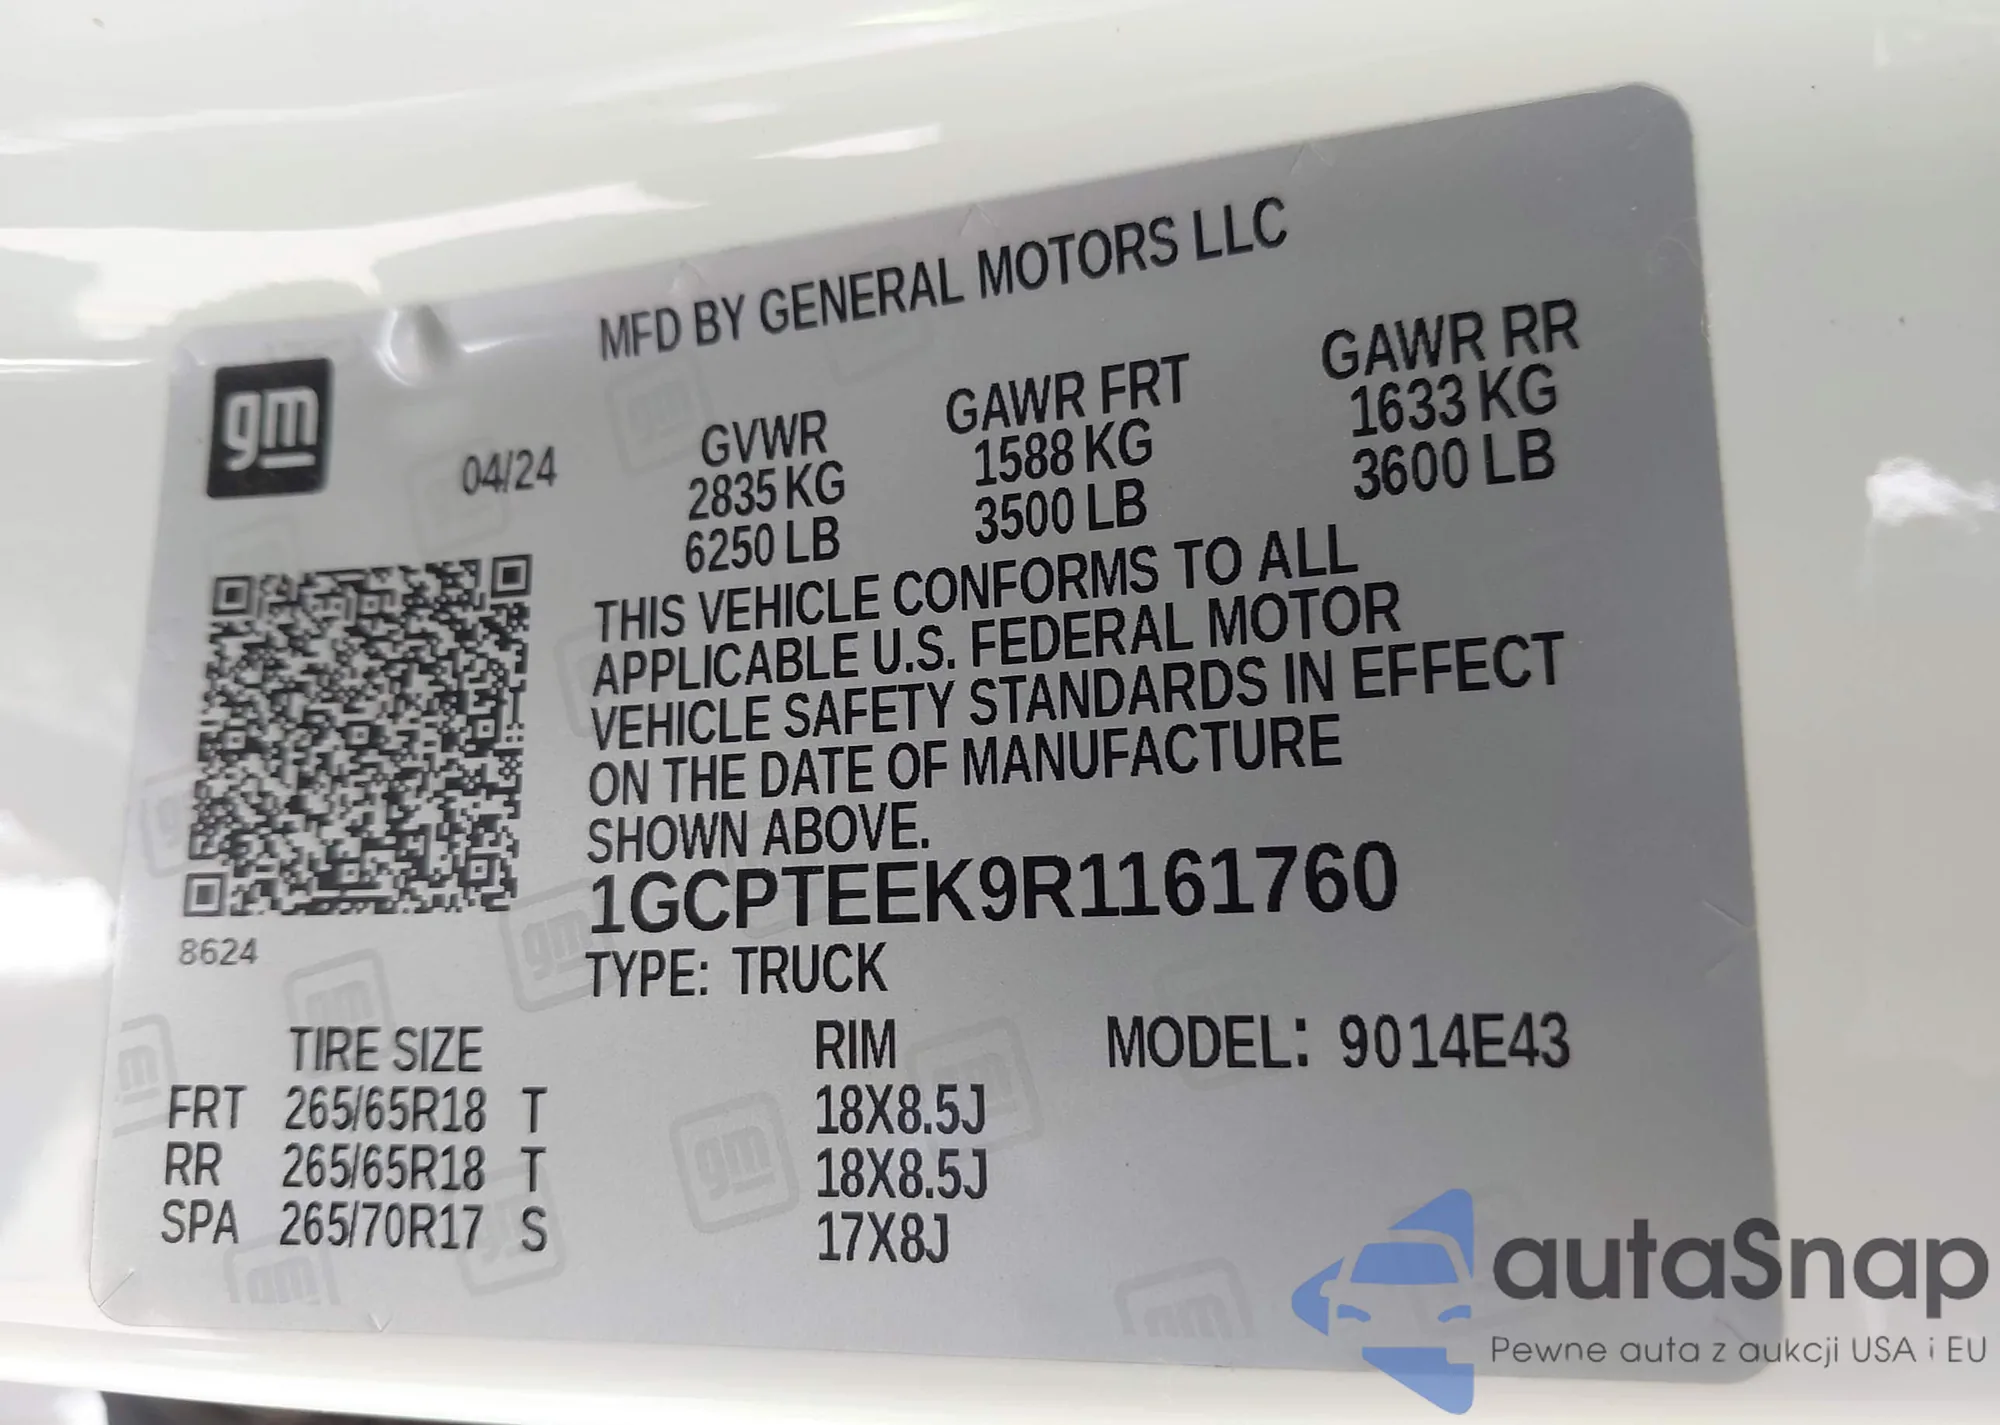 MFD BY GENERAL MOTORS LLC
gm
04/24
GVWR
2835 KG
6250 LB
GAWR FRT
1588 KG
3500 LB
GAWR RR
1633 KG
3600 LB
THIS VEHICLE CONFORMS TO ALL
APPLICABLE U.S. FEDERAL MOTOR
VEHICLE SAFETY STANDARDS IN EFFECT
ON THE DATE OF MANUFACTURE
SHOWN ABOVE.
1GCPTEEK9R1161760
8624
TYPE: TRUCK
TIRE SIZE RIM MODEL: 9014E43
FRT 265/65R18 T 18X8.5J
RR 265/65R18 T 18X8.5J
SPA 265/70R17 S 17X8J
autaSnap
Pewne auta z aukcji USA i EU